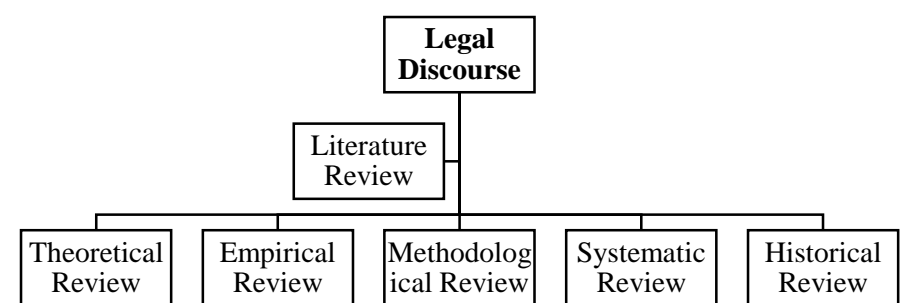 Legal
Discourse
Literature
Review
Theoretical
Review
Empirical
Review
Methodolog
ical Review
Systematic
Review
Historical
Review